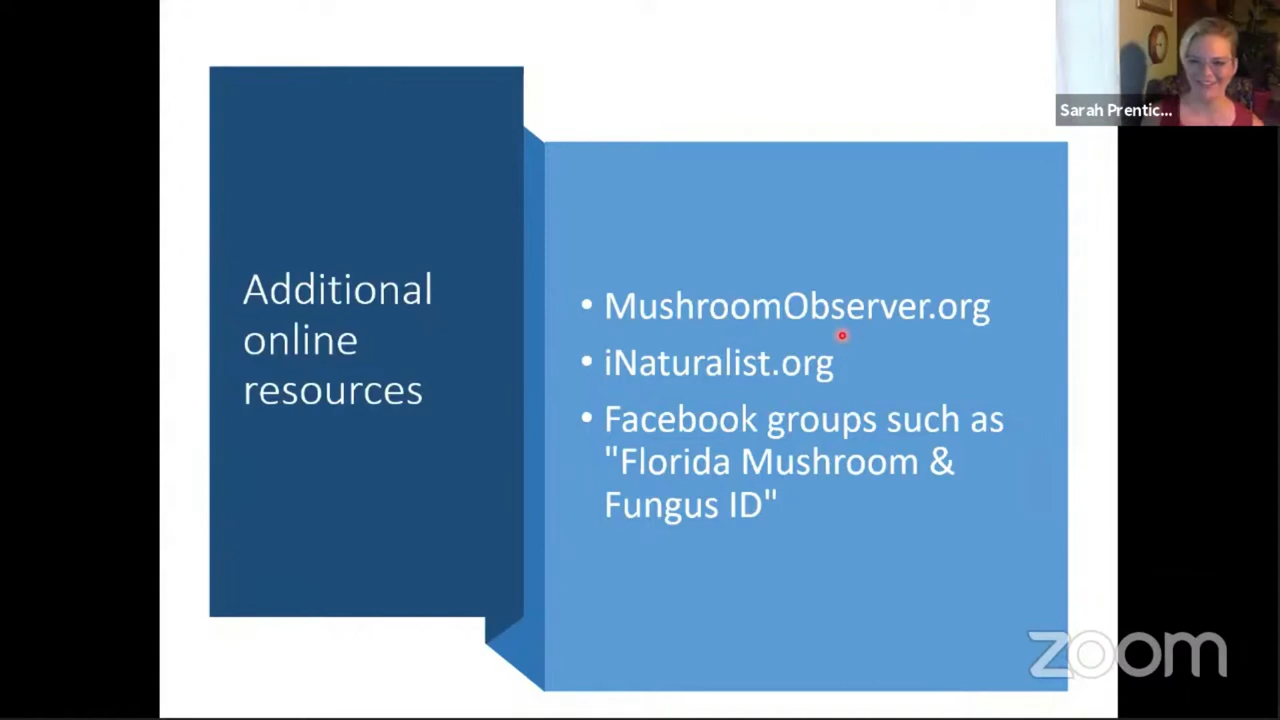 Sarah Prentic...
Additional
online
resources
• MushroomObserver.org
• iNaturalist.org
• Facebook groups such as
"Florida Mushroom &
Fungus ID"
zoom